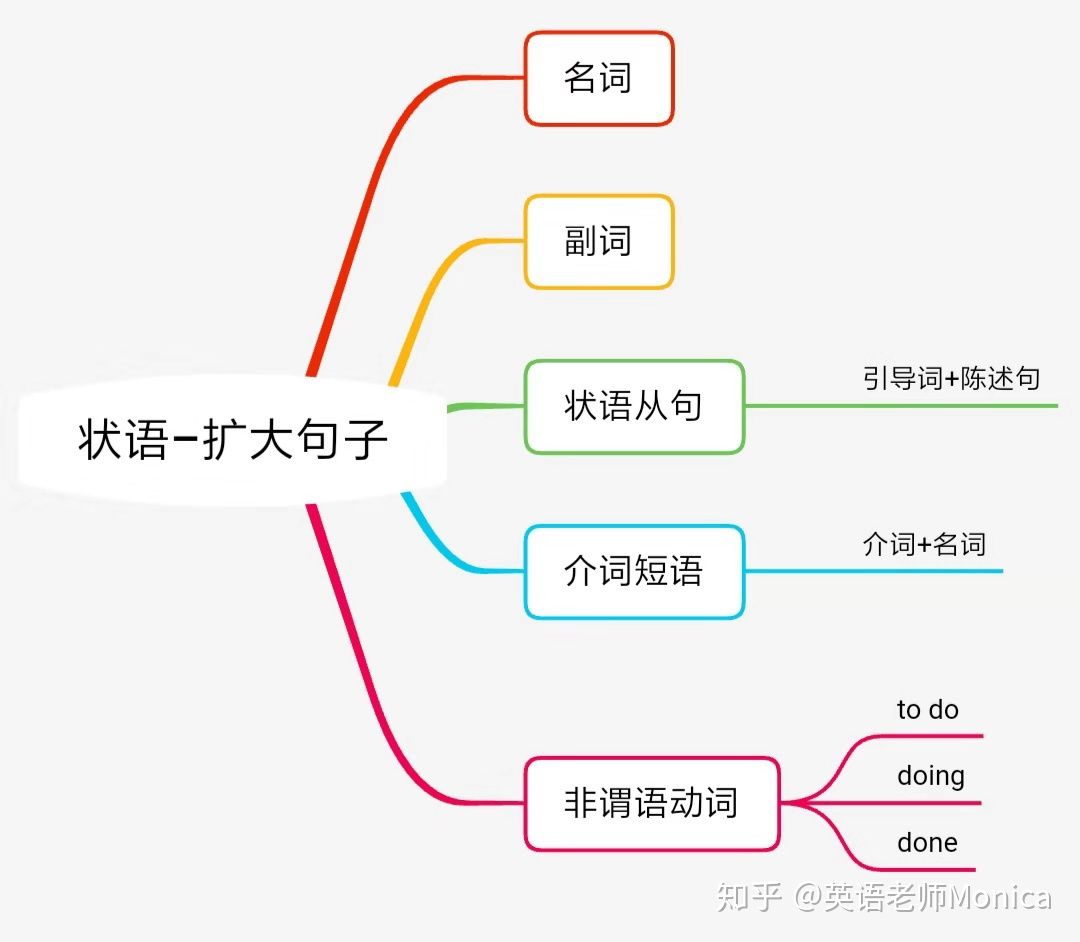 名词
副词
状语从句
引导词+陈述句
状语-扩大句子
介词短语
介词+名词
非谓语动词
to do
doing
done
知乎 @英语老师Monica